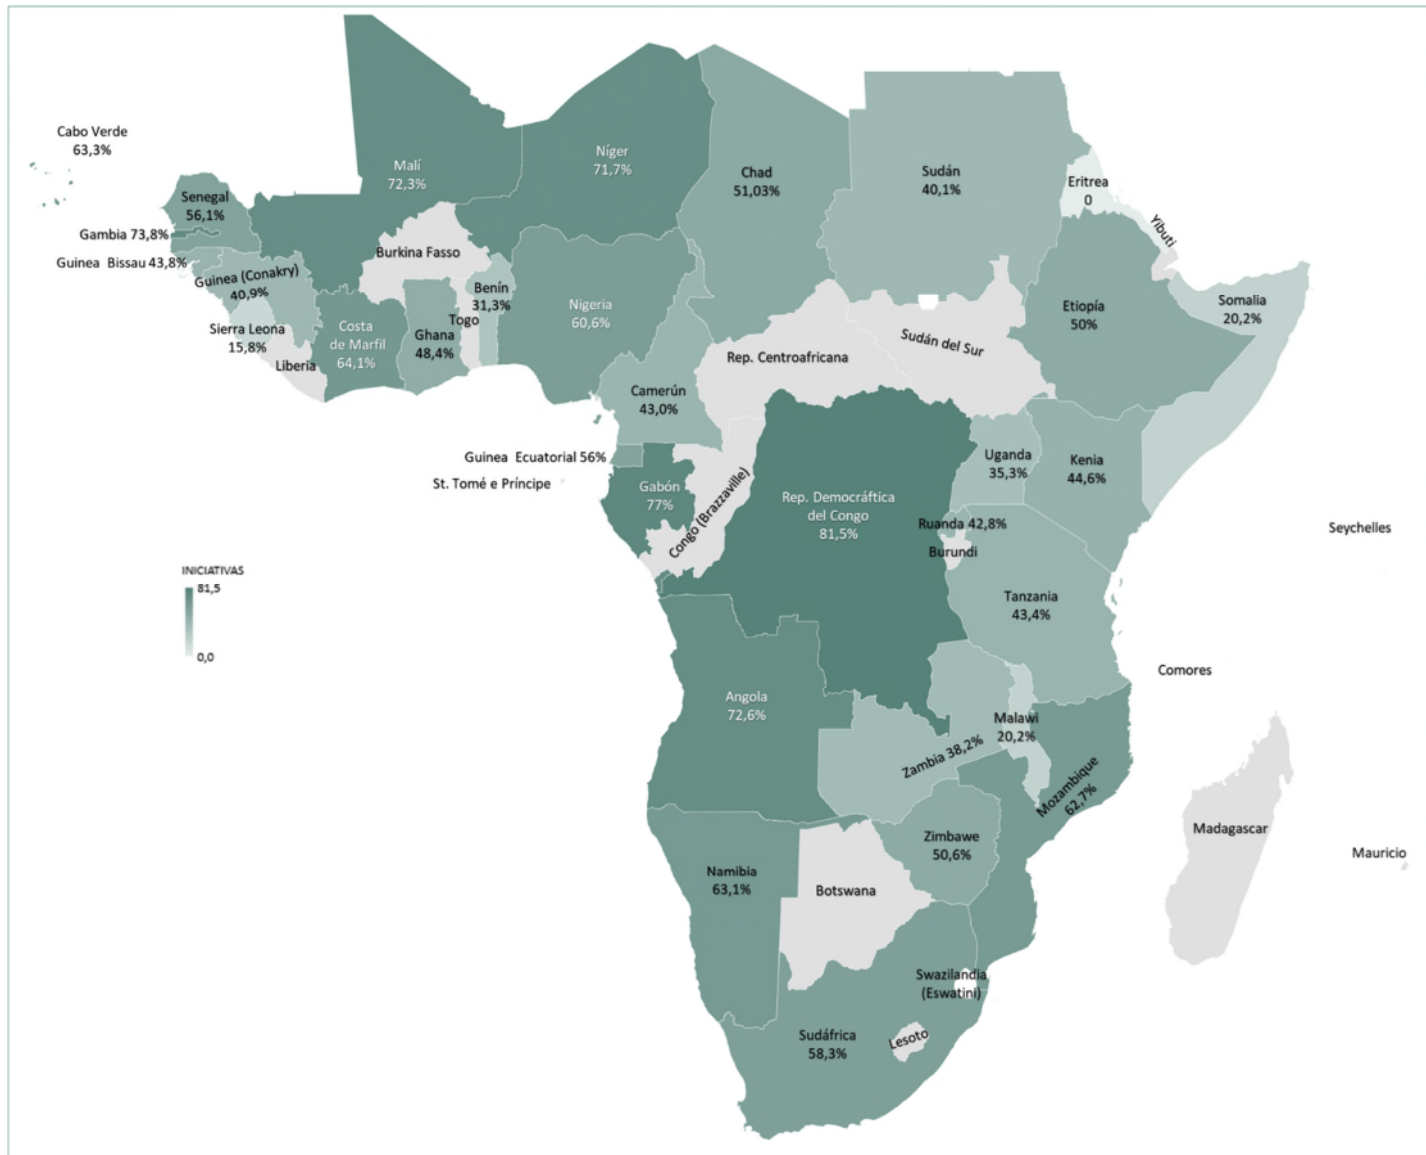 Cabo Verde
63,3%
Malí
72,3%
Níger
71,7%
Chad
51,03%
Sudán
40,1%
Eritrea
0
Yibuti
Senegal
56,1%
Gambia 73,8%
Guinea Bissau 43,8%
Guinea (Conakry)
40,9%
Sierra Leona
15,8%
Liberia
Costa
de Marfil
64,1%
Burkina Fasso
Ghana
48,4%
Togo
Benín
31,3%
Nigeria
60,6%
Camerún
43,0%
Rep. Centroafricana
Sudán del Sur
Etiopía
50%
Somalia
20,2%
Guinea Ecuatorial 56%
St. Tomé e Príncipe
Gabón
77%
Congo (Brazzaville)
Rep. Democráftica
del Congo
81,5%
Uganda
35,3%
Kenia
44,6%
Ruanda 42,8%
Burundi
Tanzania
43,4%
Seychelles
INICIATIVAS
81,5
0,0
Comores
Angola
72,6%
Zambia 38,2%
Malawi
20,2%
Mozambique
62,7%
Madagascar
Mauricio
Zimbawe
50,6%
Namibia
63,1%
Botswana
Swazilandia
(Eswatini)
Sudáfrica
58,3%
Lesoto